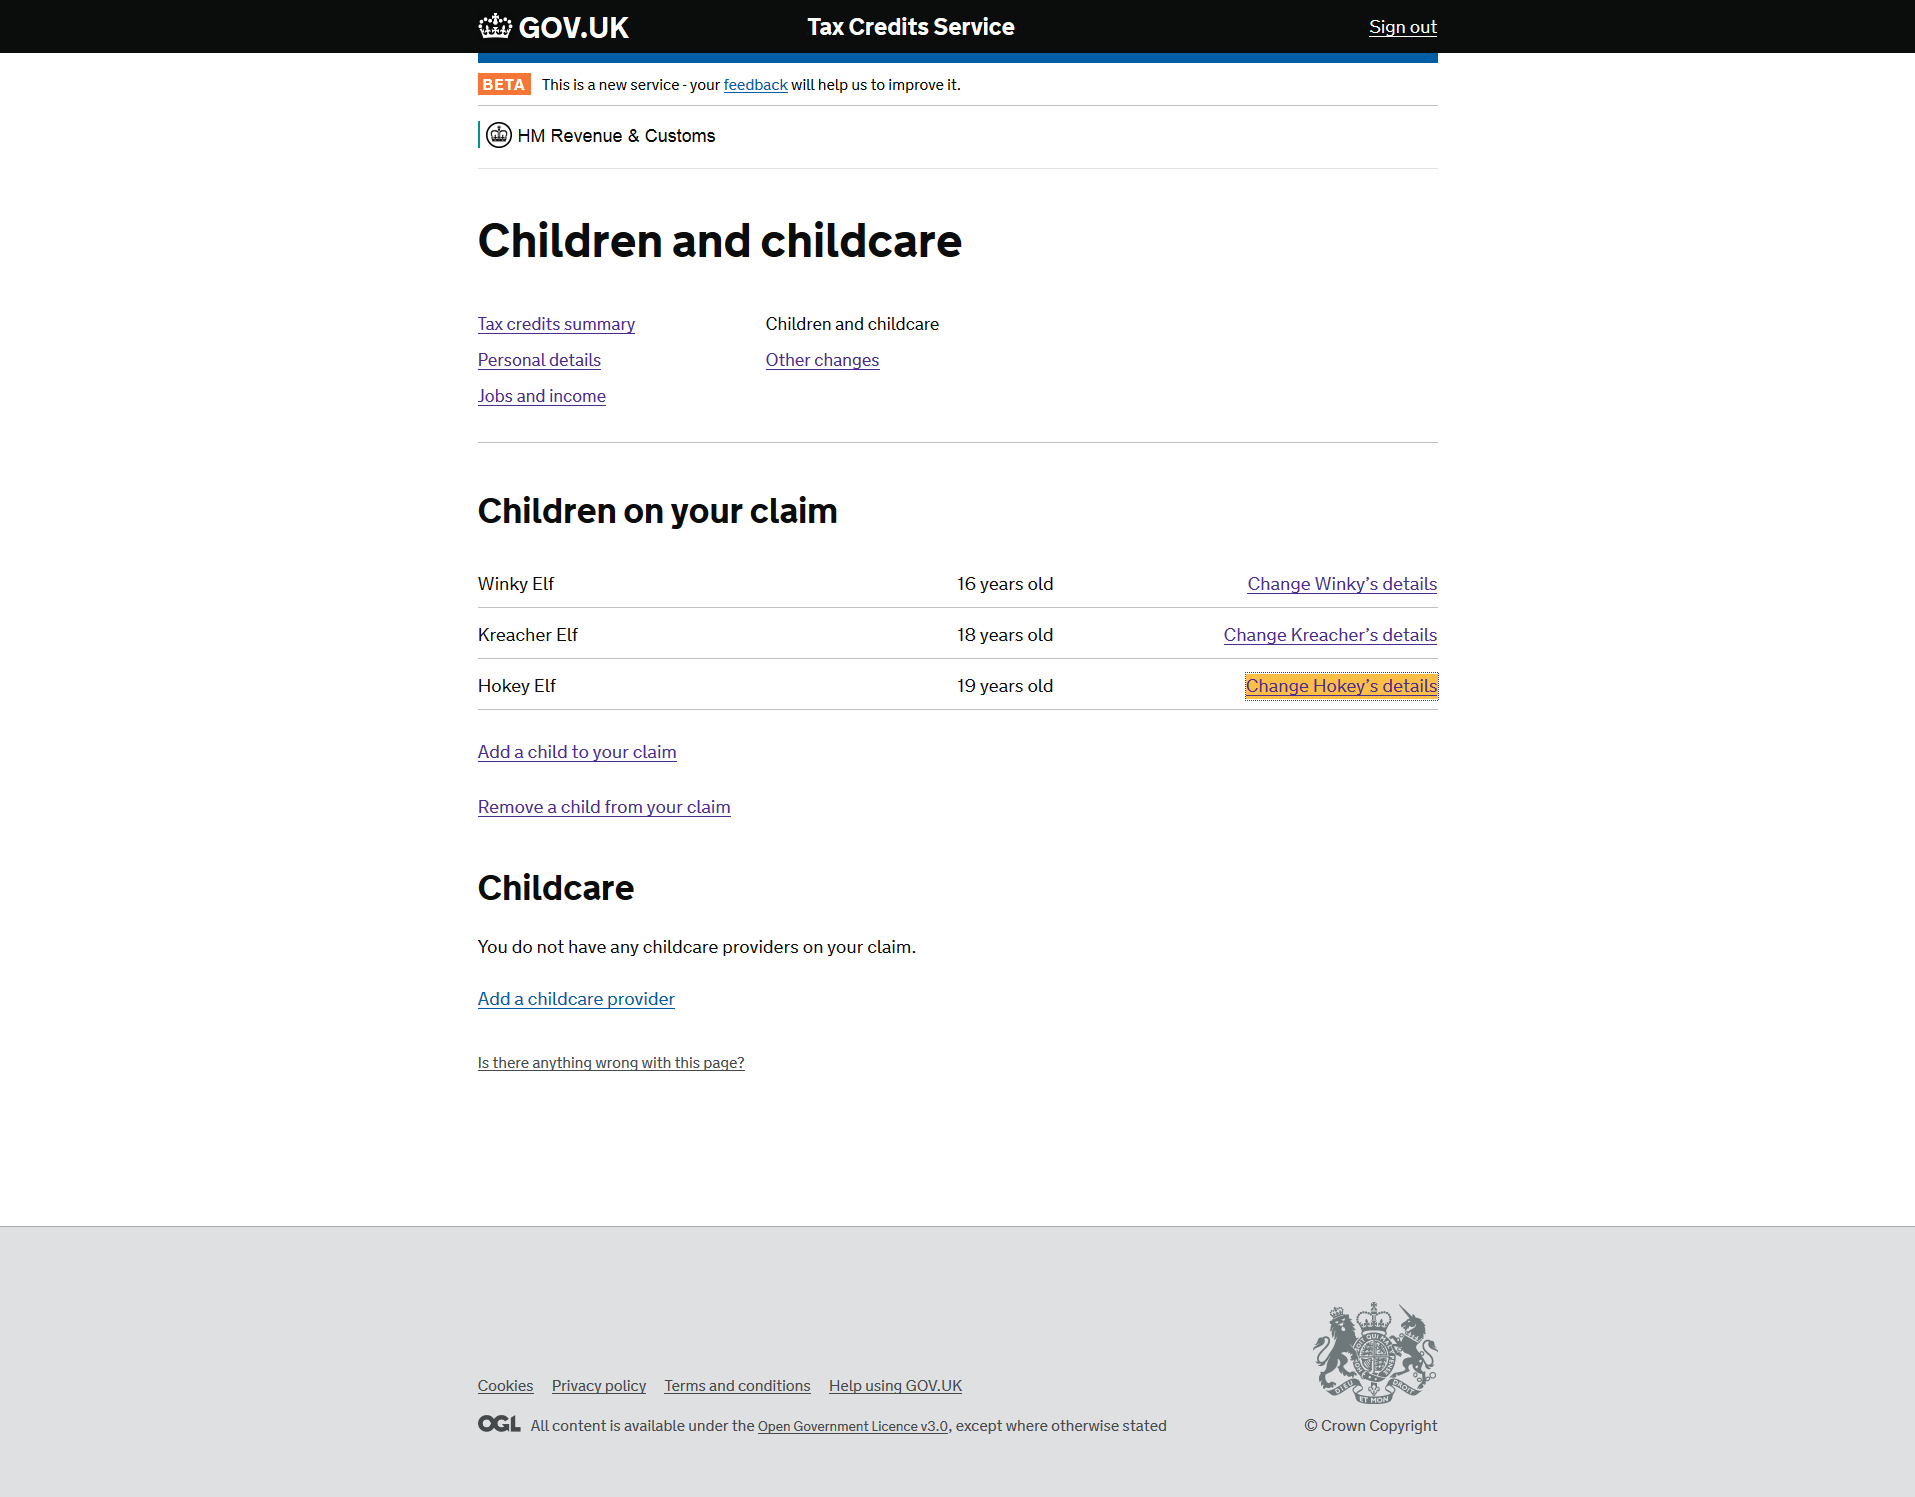 GOV.UK Tax Credits Service Sign out
BETA This is a new service - your feedback will help us to improve it.
HM Revenue & Customs
Children and childcare
Tax credits summary Children and childcare
Personal details Other changes
Jobs and income
Children on your claim
Winky Elf 16 years old Change Winky’s details
Kreacher Elf 18 years old Change Kreacher’s details
Hokey Elf 19 years old Change Hokey’s details
Add a child to your claim
Remove a child from your claim
Childcare
You do not have any childcare providers on your claim.
Add a childcare provider
Is there anything wrong with this page?
Cookies Privacy policy Terms and conditions Help using GOV.UK
OGL All content is available under the Open Government Licence v3.0, except where otherwise stated © Crown Copyright